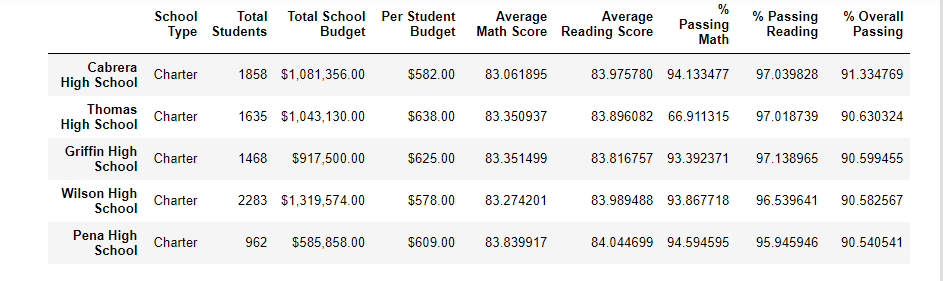 School Type Total Students Total School Budget Per Student Budget Average Math Score Average Reading Score % Passing Math % Passing Reading % Overall Passing
Cabrera High School Charter 1858 $1,081,356.00 $582.00 83.061895 83.975780 94.133477 97.039828 91.334769
Thomas High School Charter 1635 $1,043,130.00 $638.00 83.350937 83.896082 66.911315 97.018739 90.630324
Griffin High School Charter 1468 $917,500.00 $625.00 83.351499 83.816757 93.392371 97.138965 90.599455
Wilson High School Charter 2283 $1,319,574.00 $578.00 83.274201 83.989488 93.867718 96.539641 90.582567
Pena High School Charter 962 $585,858.00 $609.00 83.839917 84.044699 94.594595 95.945946 90.540541